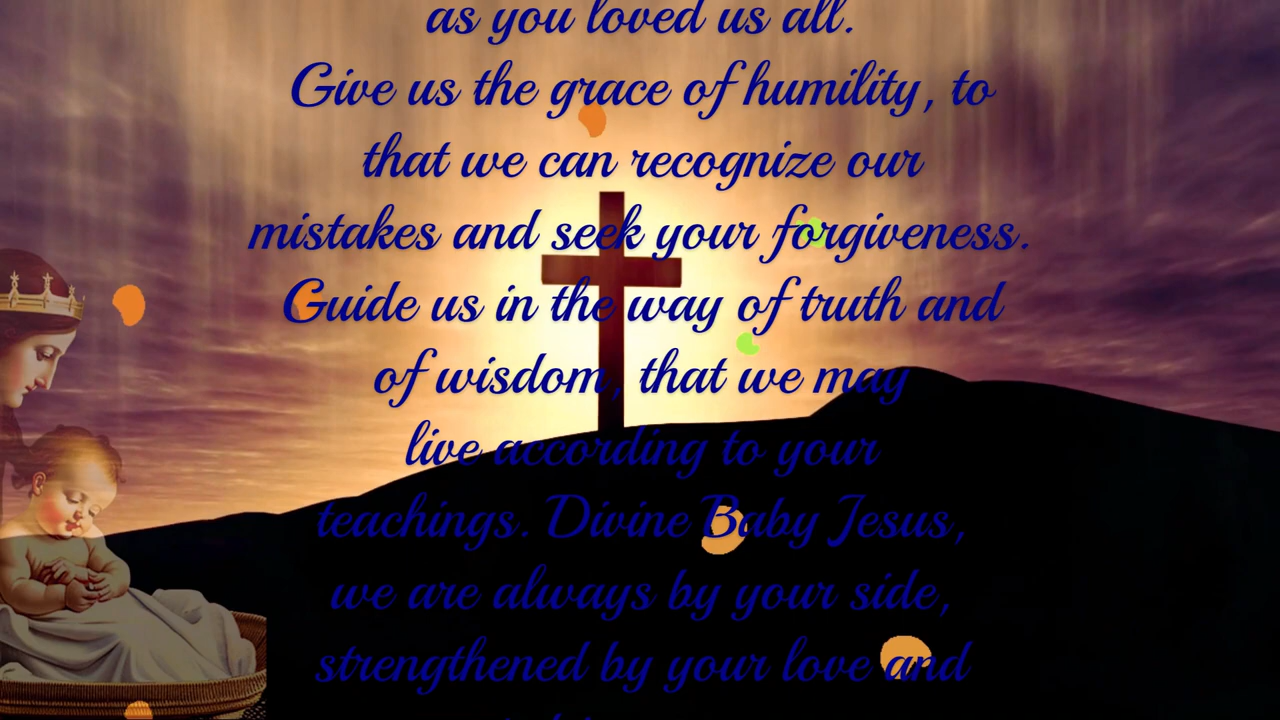 as you loved us all.
Give us the grace of humility, to
that we can recognize our
mistakes and seek your forgiveness.
Guide us in the way of truth and
of wisdom, that we may
live according to your
teachings. Divine Baby Jesus,
we are always by your side,
strengthened by your love and